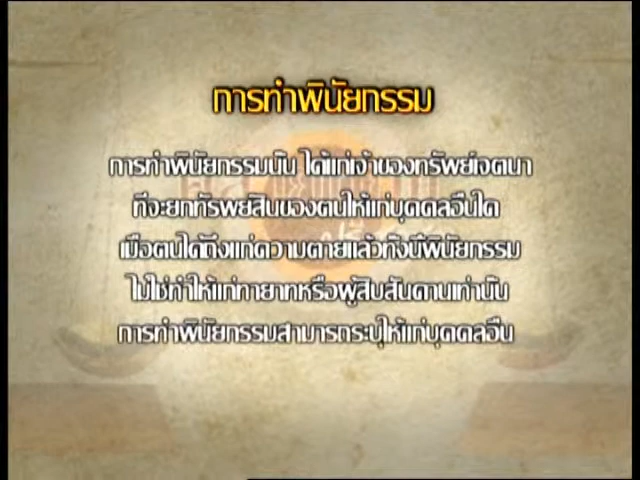 การทำพินัยกรรม
การทำพินัยกรรมนั้น ได้แก่เจ้าของทรัพย์เจตนา
ที่จะยกทรัพย์สินของตนให้แก่บุคคลอื่นใด
เมื่อตนได้ถึงแก่ความตายแล้วทั้งนี้พินัยกรรม
ไม่ใช่ทำให้แก่ทายาทหรือผู้สืบสันดานเท่านั้น
การทำพินัยกรรมสามารถระบุให้แก่บุคคลอื่น